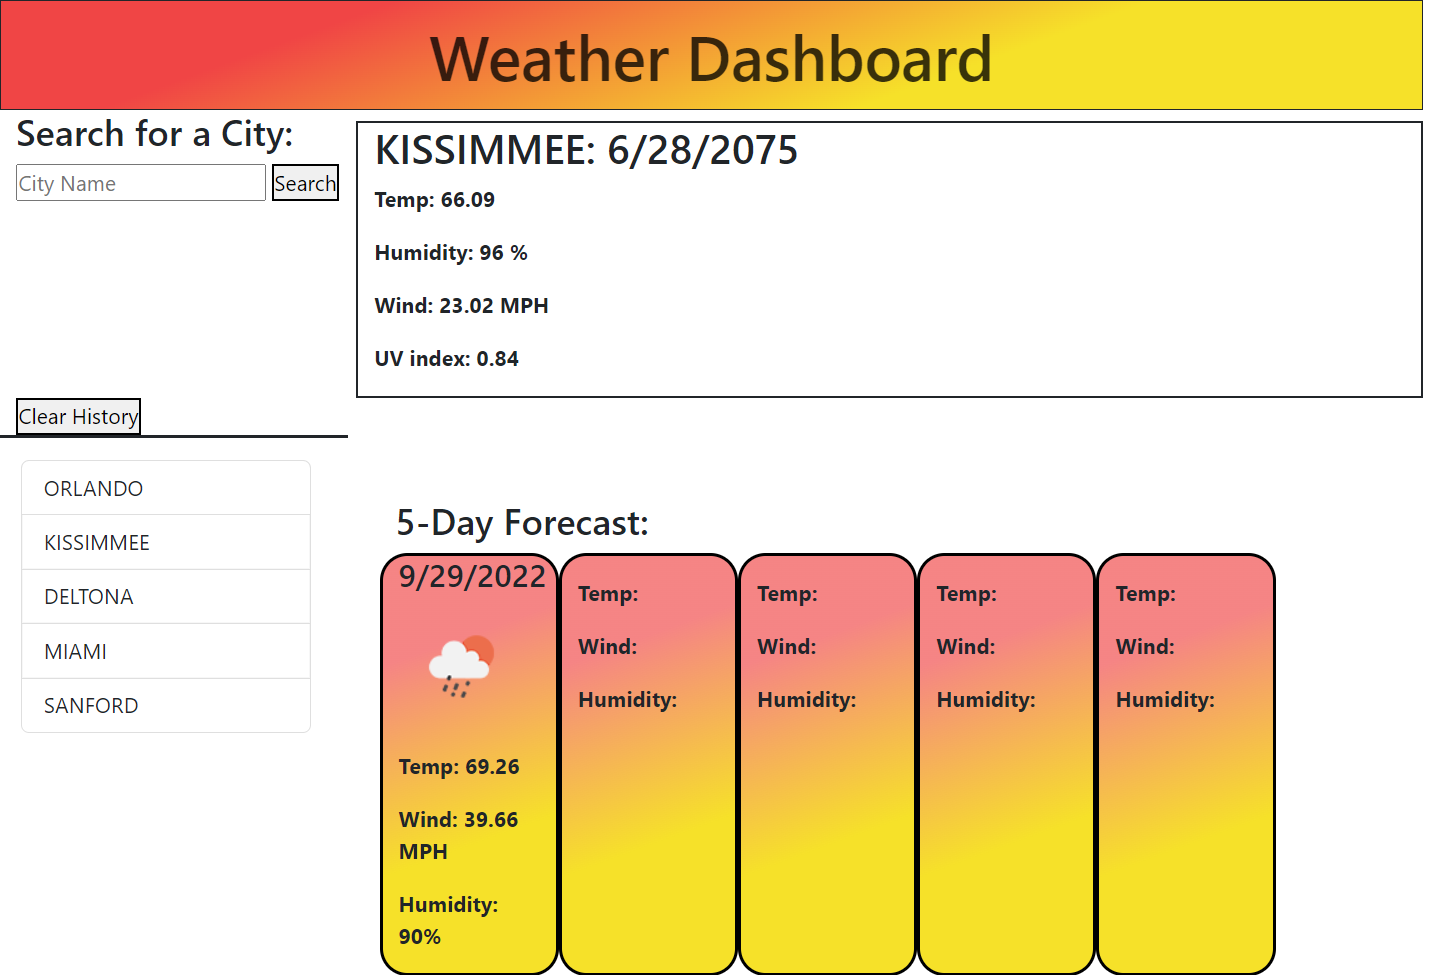 Weather Dashboard
Search for a City:
City Name
Search
Clear History
ORLANDO
KISSIMMEE
DELTONA
MIAMI
SANFORD
KISSIMMEE: 6/28/2075
Temp: 66.09
Humidity: 96 %
Wind: 23.02 MPH
UV index: 0.84
5-Day Forecast:
9/29/2022
Temp: 69.26
Wind: 39.66
MPH
Humidity:
90%
Temp:
Wind:
Humidity:
Temp:
Wind:
Humidity:
Temp:
Wind:
Humidity:
Temp:
Wind:
Humidity: